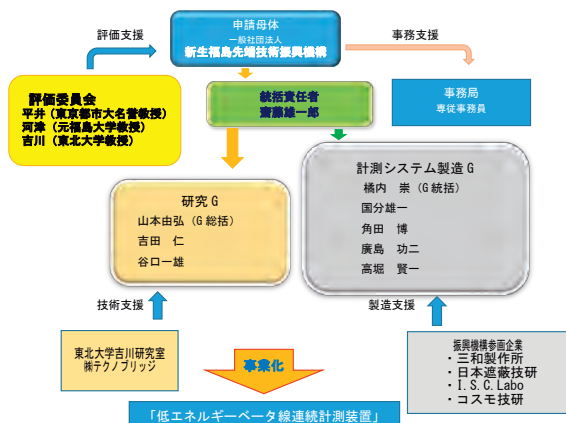 申請母体
一般社団法人
新生福島先端技術振興機構
評価支援
事務支援
評価委員会
平井（東京都市大名誉教授）
河津（元福島大学教授）
吉川（東北大学教授）
統括責任者
齋藤雄一郎
事務局
専従事務員
研究 G
山本由弘（G 総括）
吉田　仁
谷口一雄
計測システム製造 G
橘内　崇（G 統括）
国分雄一
角田　博
廣島　功二
高堀　賢一
技術支援
製造支援
東北大学吉川研究室
㈱テクノブリッジ
事業化
振興機構参画企業
・三和製作所
・日本遮蔽技研
・I.S.C.Labo
・コスモ技研
「低エネルギーベータ線連続計測装置」